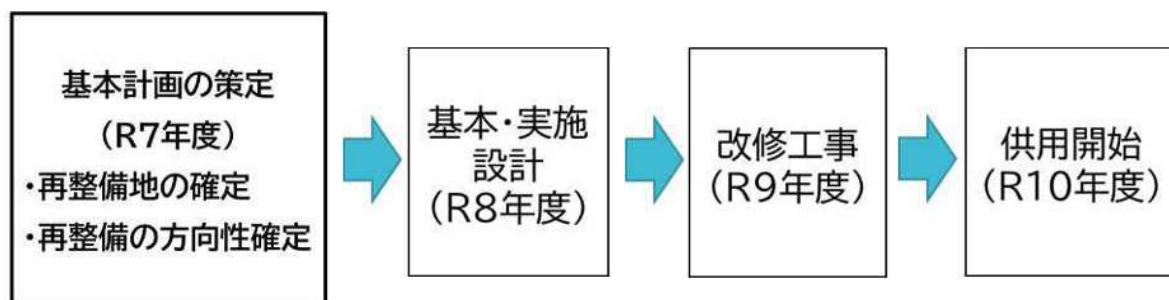 基本計画の策定
（R7年度）
・再整備地の確定
・再整備の方向性確定
基本・実施
設計
(R8年度)
改修工事
(R9年度)
供用開始
(R10年度)